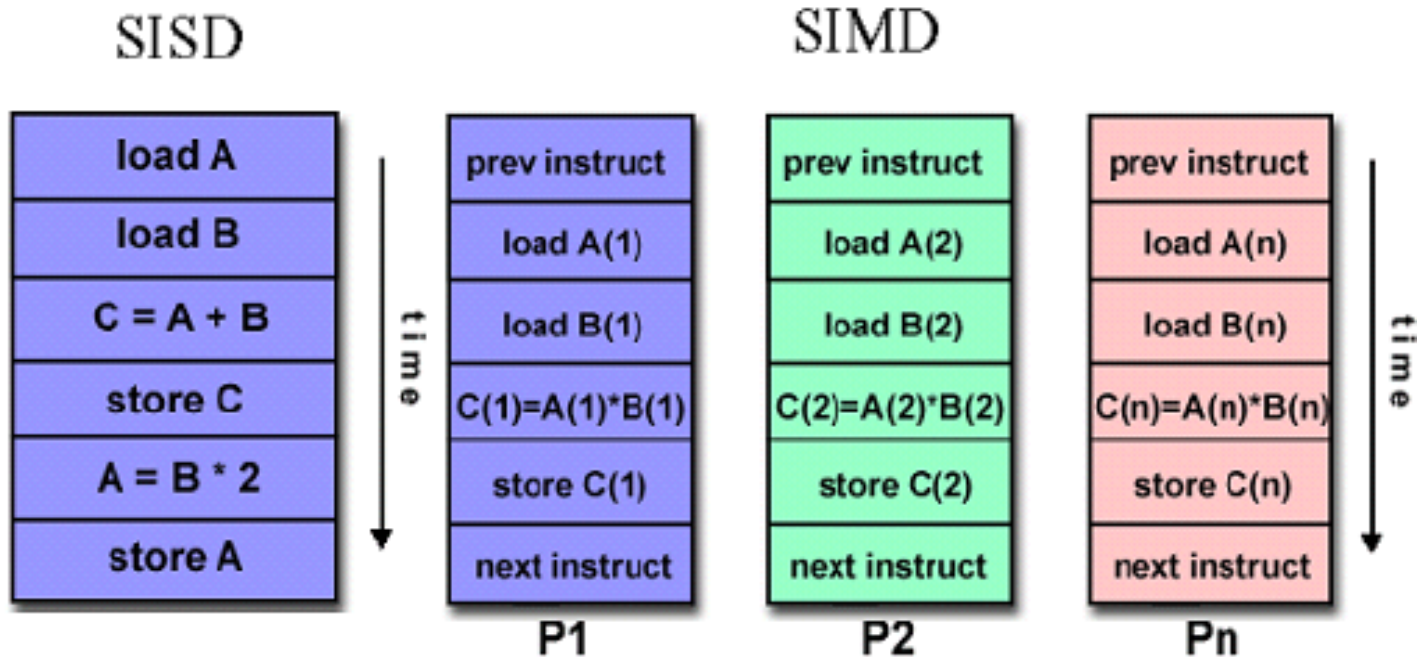 SISD
load A
load B
C = A + B
store C
A = B * 2
store A
time
SIMD
prev instruct
load A(1)
load B(1)
C(1)=A(1)*B(1)
store C(1)
next instruct
P1
prev instruct
load A(2)
load B(2)
C(2)=A(2)*B(2)
store C(2)
next instruct
P2
prev instruct
load A(n)
load B(n)
C(n)=A(n)*B(n)
store C(n)
next instruct
Pn
time